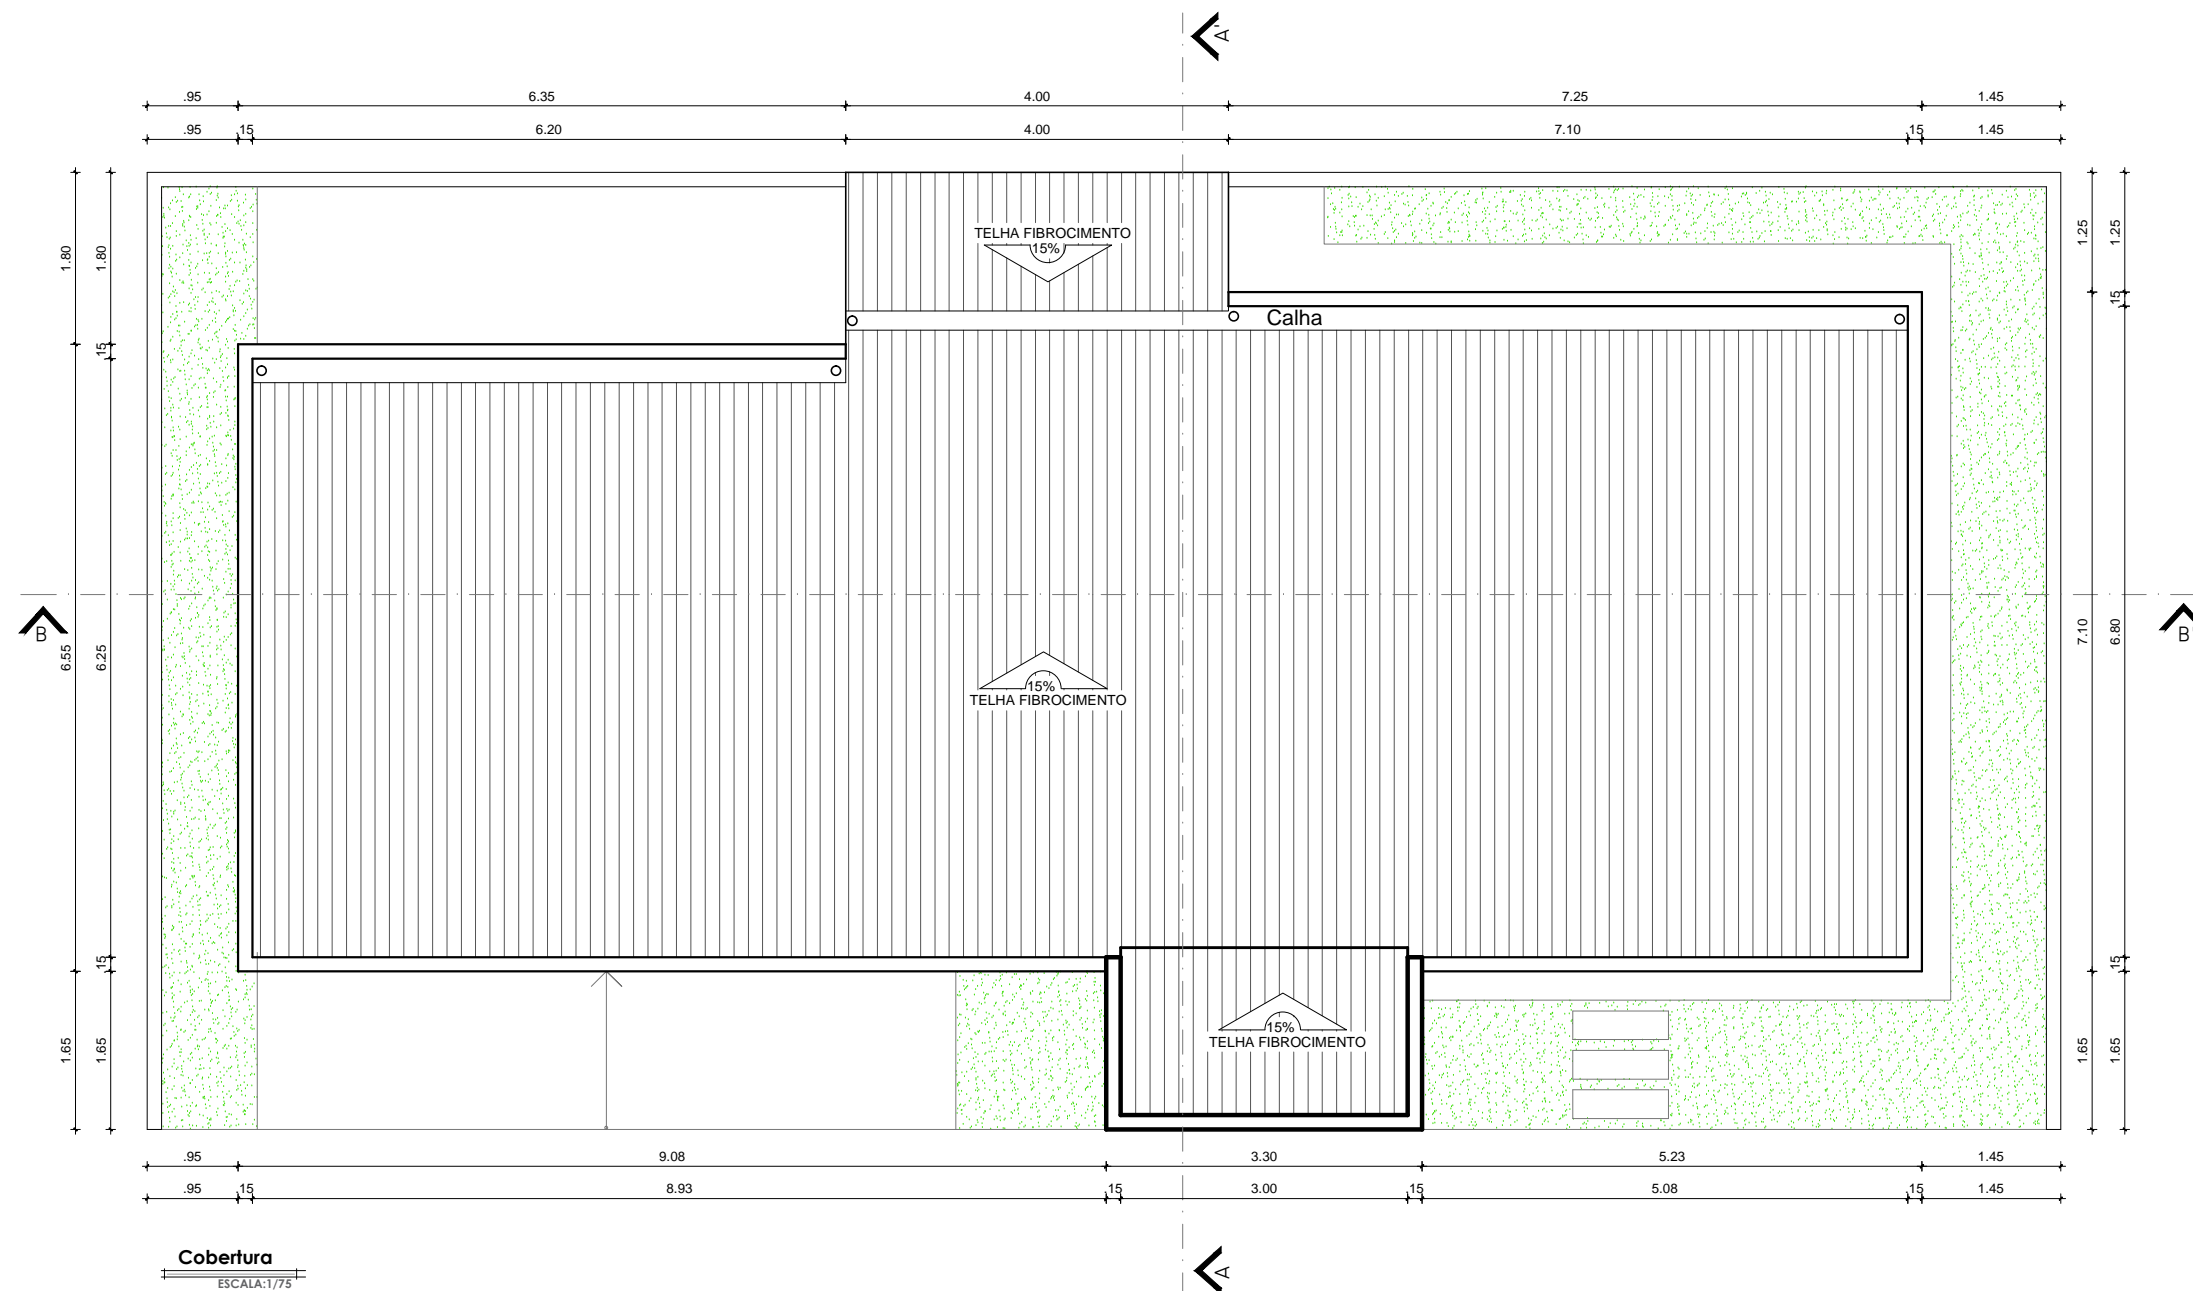 A
.95 6.35 4.00 7.25 1.45
.95 .15 6.20 4.00 7.10 .15 1.45
1.80
1.80
TELHA FIBROCIMENTO
15%
1.25
1.25
Calha
15
15
B
B
6.55
6.25
7.10
6.80
15%
TELHA FIBROCIMENTO
15
15
15%
TELHA FIBROCIMENTO
1.65
1.65
1.65
1.65
.95 9.08 3.30 5.23 1.45
.95 .15 8.93 .15 3.00 .15 5.08 .15 1.45
Cobertura
ESCALA:1/75
A